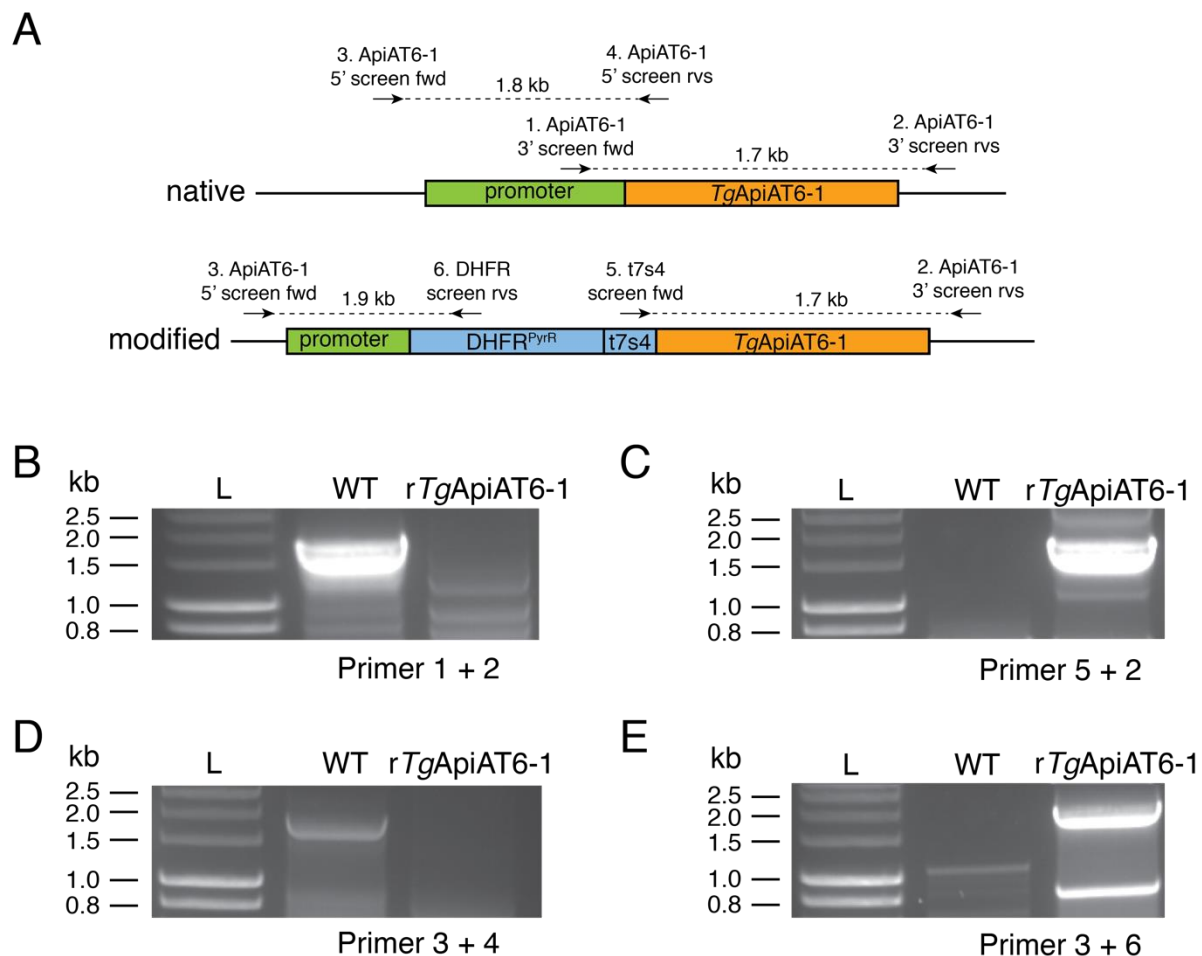 A
3. ApiAT6-1
5' screen fwd
4. ApiAT6-1
5' screen rvs
1.8 kb
1. ApiAT6-1
3' screen fwd
2. ApiAT6-1
3' screen rvs
1.7 kb
native
promoter
TgApiAT6-1
3. ApiAT6-1
5' screen fwd
6. DHFR
screen rvs
5. t7s4
screen fwd
2. ApiAT6-1
3' screen rvs
1.9 kb
1.7 kb
modified
promoter
DHFRPyrR
t7s4
TgApiAT6-1
B
kb
L
WT
rTgApiAT6-1
2.5
2.0
1.5
1.0
0.8
Primer 1 + 2
C
kb
L
WT
rTgApiAT6-1
2.5
2.0
1.5
1.0
0.8
Primer 5 + 2
D
kb
L
WT
rTgApiAT6-1
2.5
2.0
1.5
1.0
0.8
Primer 3 + 4
E
kb
L
WT
rTgApiAT6-1
2.5
2.0
1.5
1.0
0.8
Primer 3 + 6